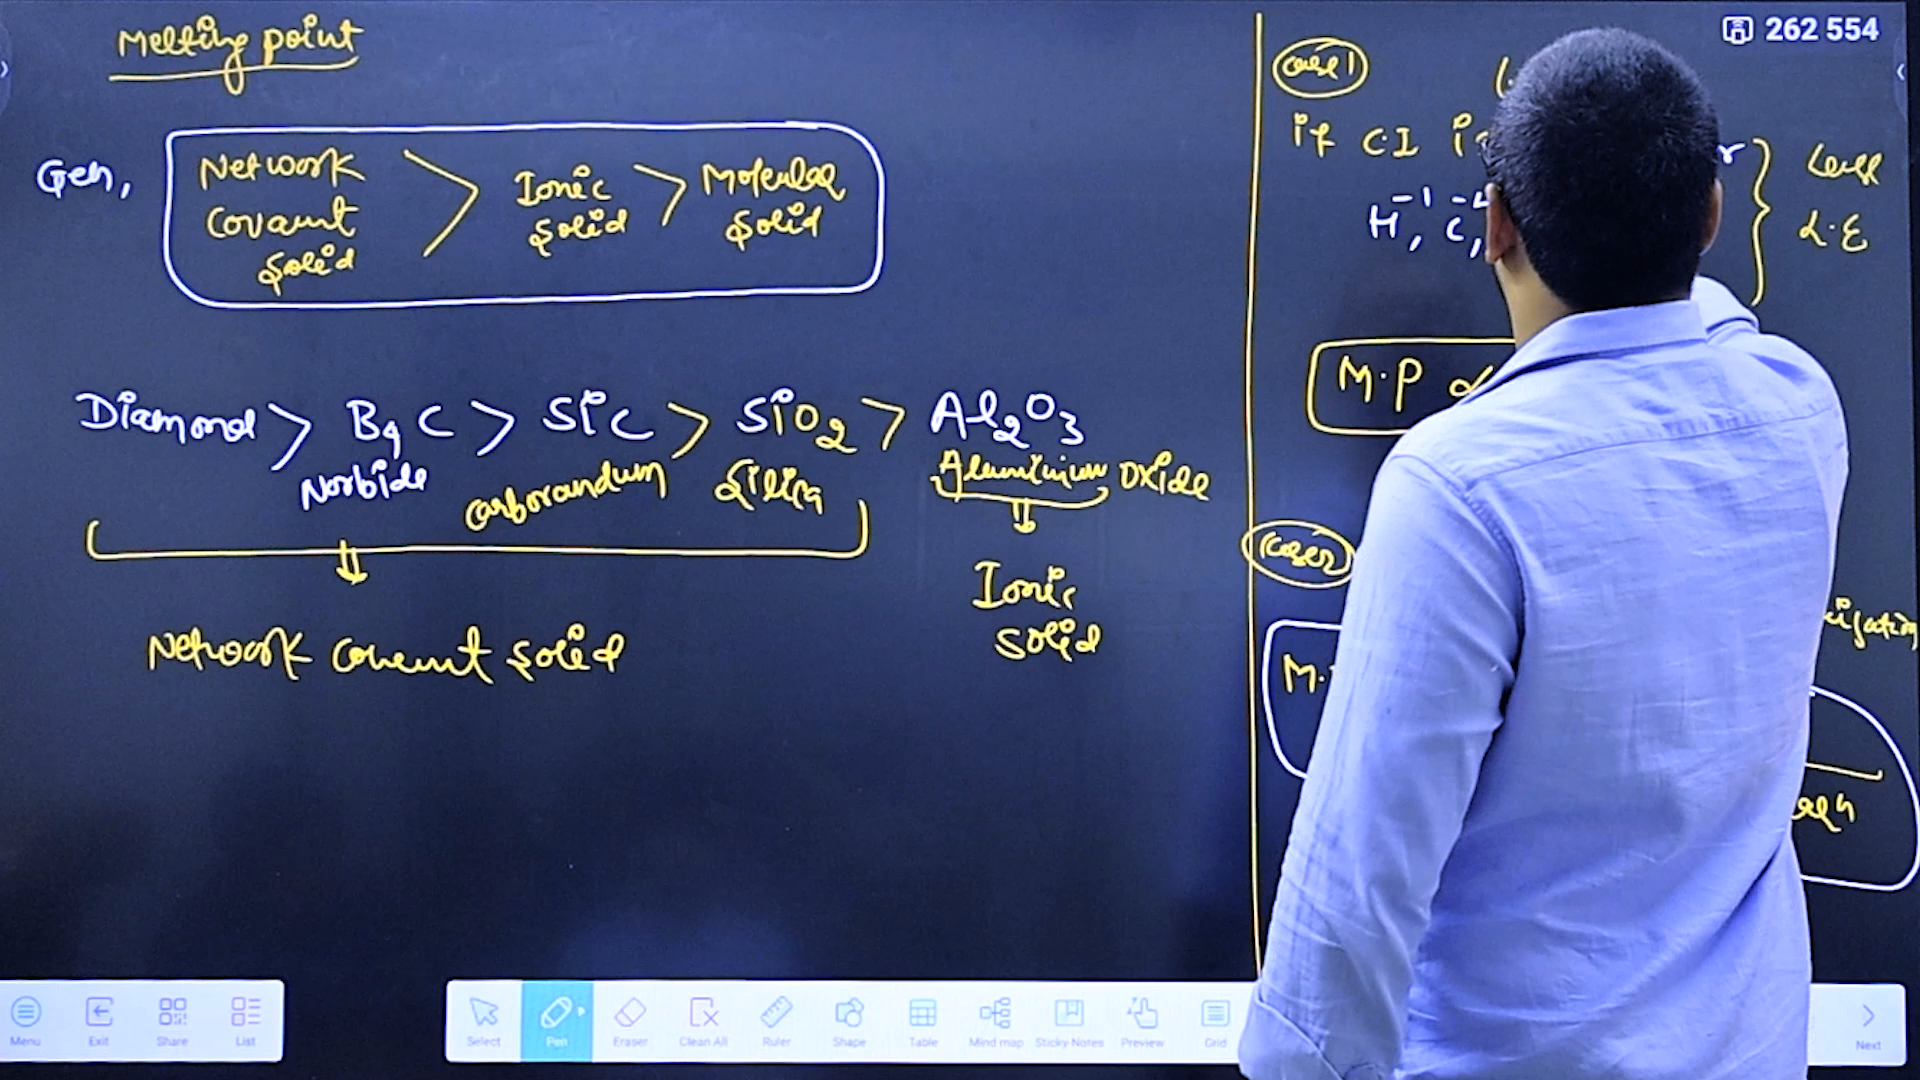 Melting point
262 554
Gen,
Network
Covalent
Solid
>
Ionic
Solid
>
Molecular
Solid
Diamond > B4C > SiC > SiO2 > Al2O3
Norbide
Carborandum
Silica
Aluminium Oxide
Network Covalent Solid
Ionic
Solid
Case 1
if C.I
H⁻¹, C
Less
L.E
M.P ∝
Case 2
M.
Menu
Exit
Share
List
Select
Pen
Eraser
Clean All
Ruler
Shape
Table
Mind map
Sticky Notes
Preview
Grid
Next